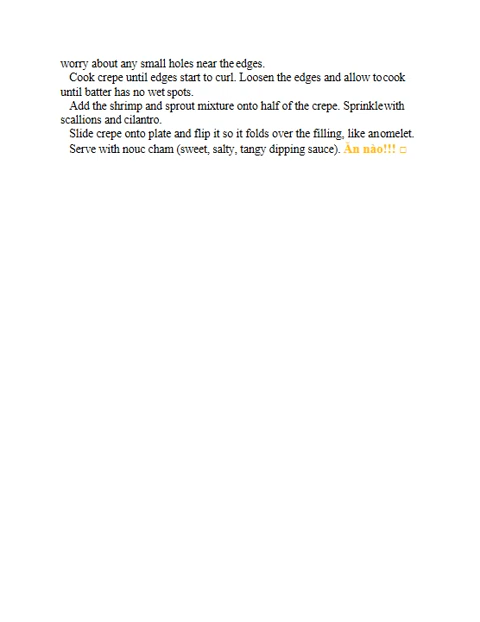 worry about any small holes near the edges.
Cook crepe until edges start to curl. Loosen the edges and allow to cook
until batter has no wet spots.
Add the shrimp and sprout mixture onto half of the crepe. Sprinkle with
scallions and cilantro.
Slide crepe onto plate and flip it so it folds over the filling, like an omelet.
Serve with nouc cham (sweet, salty, tangy dipping sauce). Ăn nào!!! □